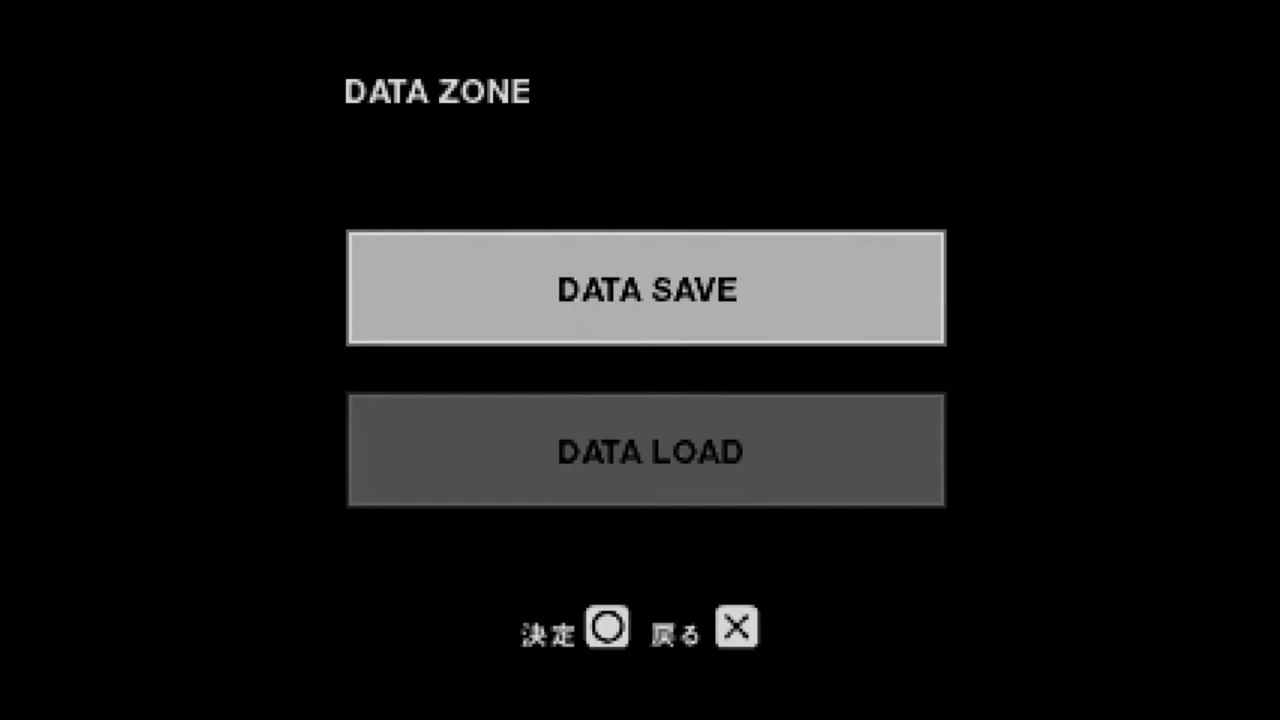 DATA ZONE
DATA SAVE
DATA LOAD
決定 ○ 戻る ×